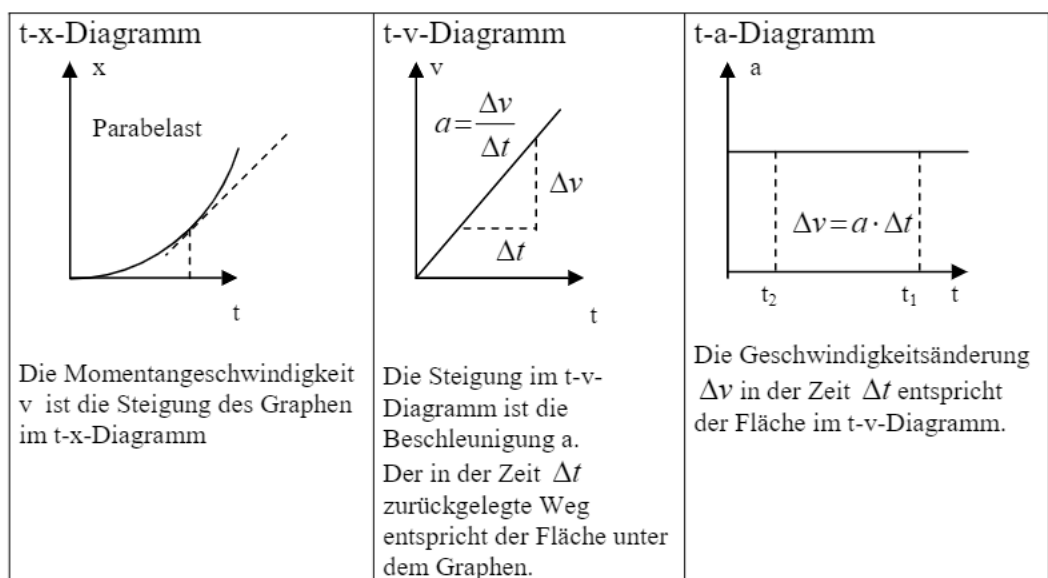 t-x-Diagramm
x
Parabelast
t
Die Momentangeschwindigkeit
v ist die Steigung des Graphen
im t-x-Diagramm
t-v-Diagramm
v
a = Δv/Δt
Δv
Δt
t
Die Steigung im t-v-
Diagramm ist die
Beschleunigung a.
Der in der Zeit Δt
zurückgelegte Weg
entspricht der Fläche unter
dem Graphen.
t-a-Diagramm
a
Δv = a · Δt
t₂ t₁ t
Die Geschwindigkeitsänderung
Δv in der Zeit Δt entspricht
der Fläche im t-v-Diagramm.